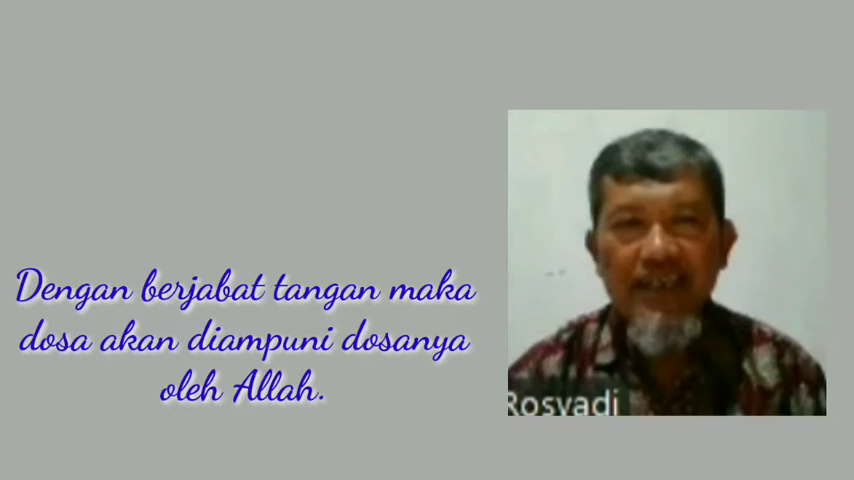 Dengan berjabat tangan maka
dosa akan diampuni dosanya
oleh Allah.
Rosyadi